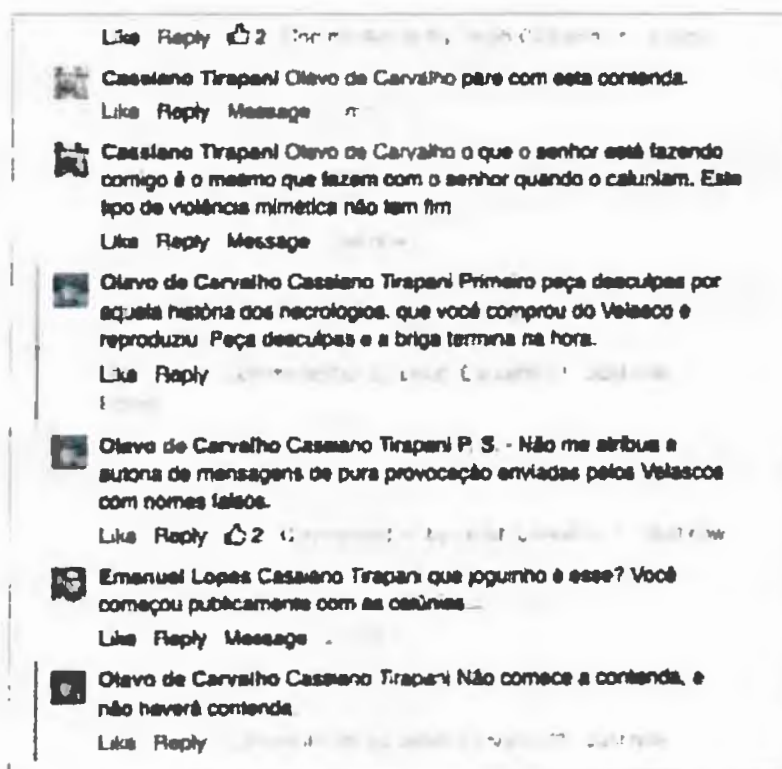 Like Reply 2
Cassiano Tirapani Olavo de Carvalho pare com esta contenda.
Like Reply Message
Cassiano Tirapani Olavo de Carvalho o que o senhor está fazendo
comigo é o mesmo que fazem com o senhor quando o caluniam. Este
tipo de violência mimética não tem fim
Like Reply Message
Olavo de Carvalho Cassiano Tirapani Primeiro peça desculpas por
aquela história dos necrológios, que você comprou do Velasco e
reproduziu. Peça desculpas e a briga termina na hora.
Like Reply
Olavo de Carvalho Cassiano Tirapani P. S. - Não me atribua a
autoria de mensagens de pura provocação enviadas pelos Velascos
com nomes falsos.
Like Reply 2
Emanuel Lopes Cassiano Tirapani que joguinho é esse? Você
começou publicamente com as calúnias...
Like Reply Message
Olavo de Carvalho Cassiano Tirapani Não comece a contenda, e
não haverá contenda.
Like Reply